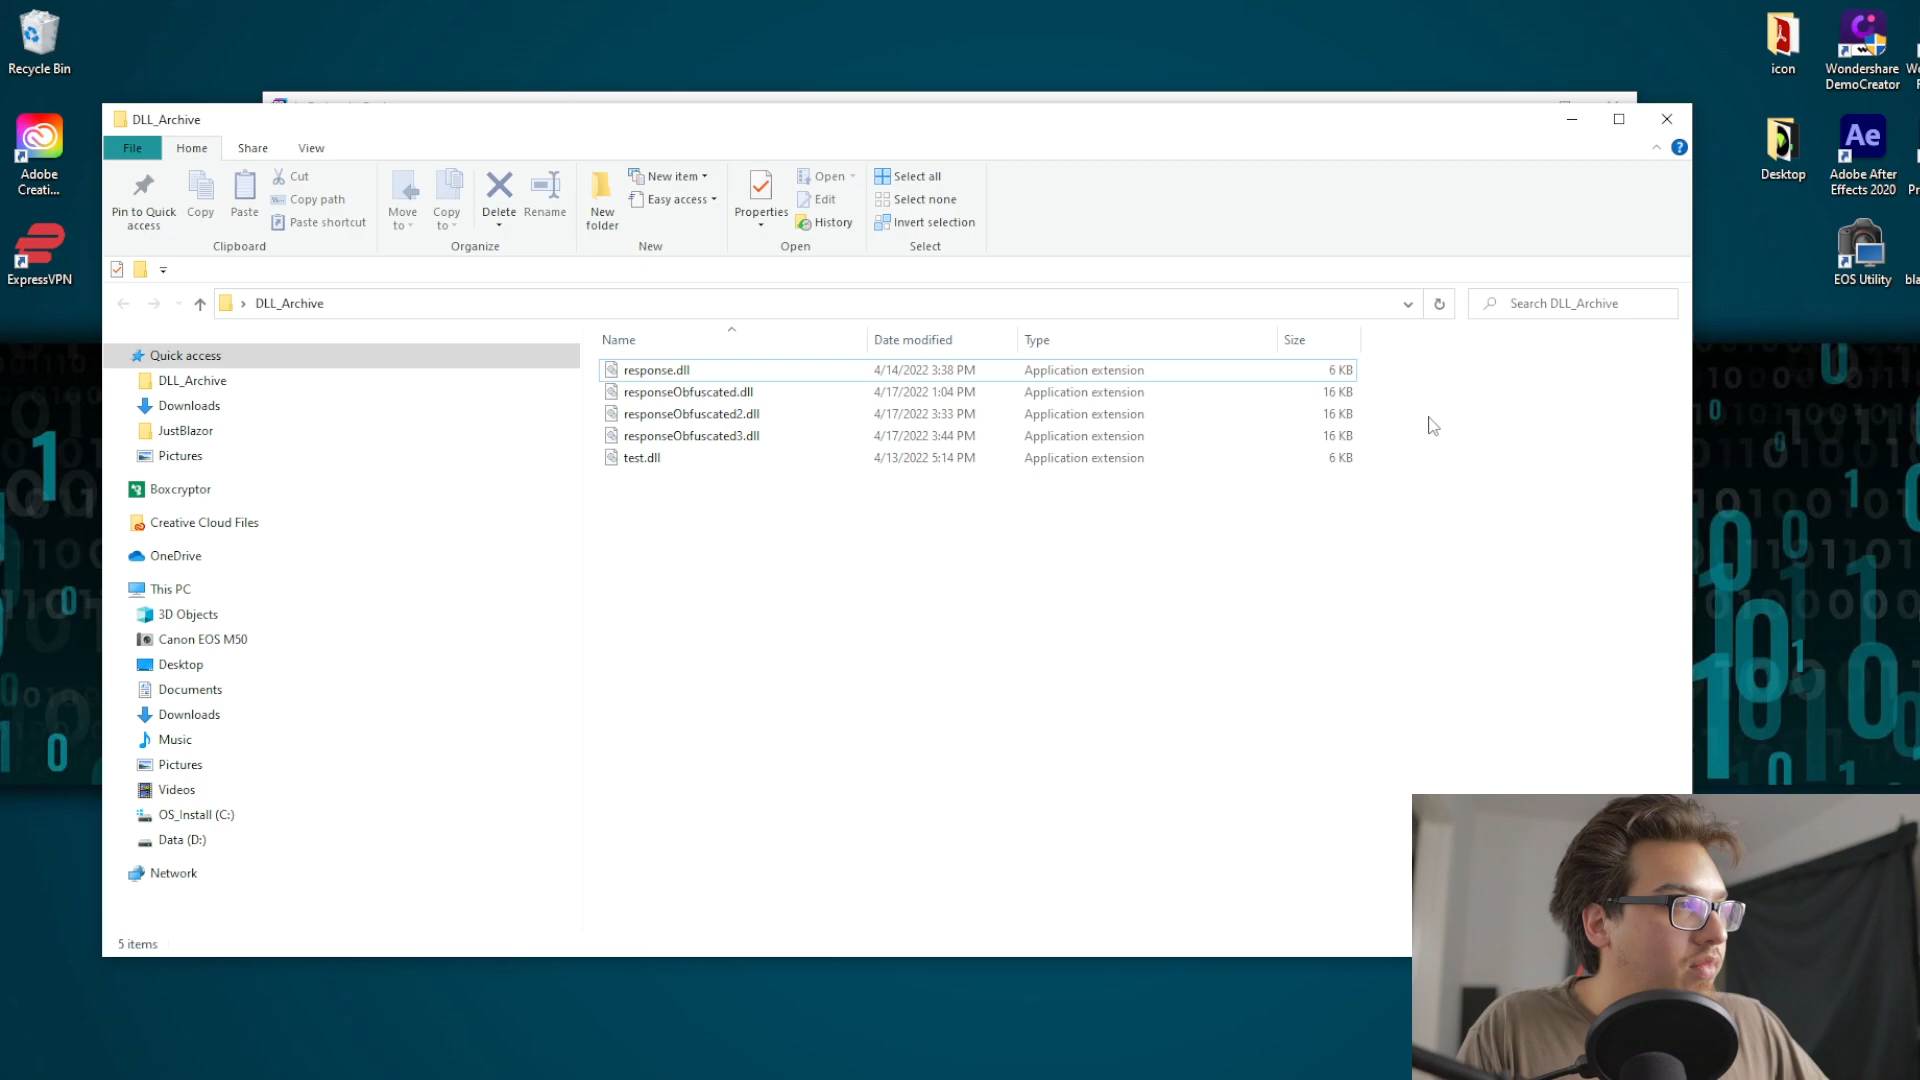 Recycle Bin
Adobe
Creati...
ExpressVPN
icon
Wondershare
DemoCreator
Desktop
Ae
Adobe After
Effects 2020
EOS Utility
DLL_Archive
File Home Share View
Pin to Quick
access
Copy
Paste
Cut
Copy path
Paste shortcut
Clipboard
Move
to
Copy
to
Delete
Rename
Organize
New
folder
New item
Easy access
New
Properties
Open
Edit
History
Open
Select all
Select none
Invert selection
Select
DLL_Archive
Search DLL_Archive
Name Date modified Type Size
response.dll 4/14/2022 3:38 PM Application extension 6 KB
responseObfuscated.dll 4/17/2022 1:04 PM Application extension 16 KB
responseObfuscated2.dll 4/17/2022 3:33 PM Application extension 16 KB
responseObfuscated3.dll 4/17/2022 3:44 PM Application extension 16 KB
test.dll 4/13/2022 5:14 PM Application extension 6 KB
Quick access
DLL_Archive
Downloads
JustBlazor
Pictures
Boxcryptor
Creative Cloud Files
OneDrive
This PC
3D Objects
Canon EOS M50
Desktop
Documents
Downloads
Music
Pictures
Videos
OS_Install (C:)
Data (D:)
Network
5 items